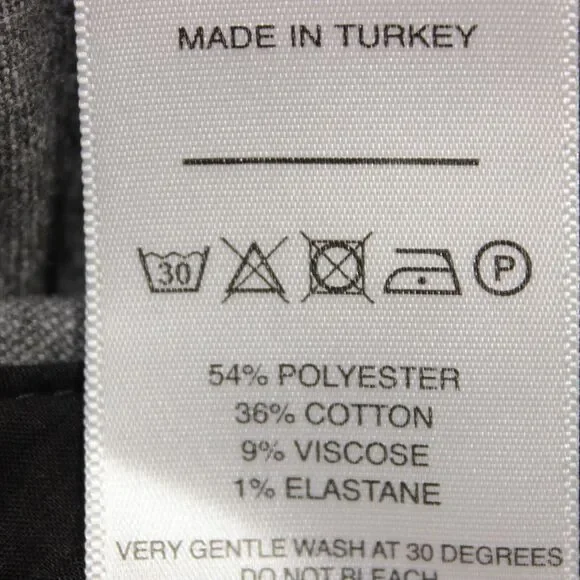 MADE IN TURKEY
30 P
54% POLYESTER
36% COTTON
9% VISCOSE
1% ELASTANE
VERY GENTLE WASH AT 30 DEGREES
DO NOT BLEACH